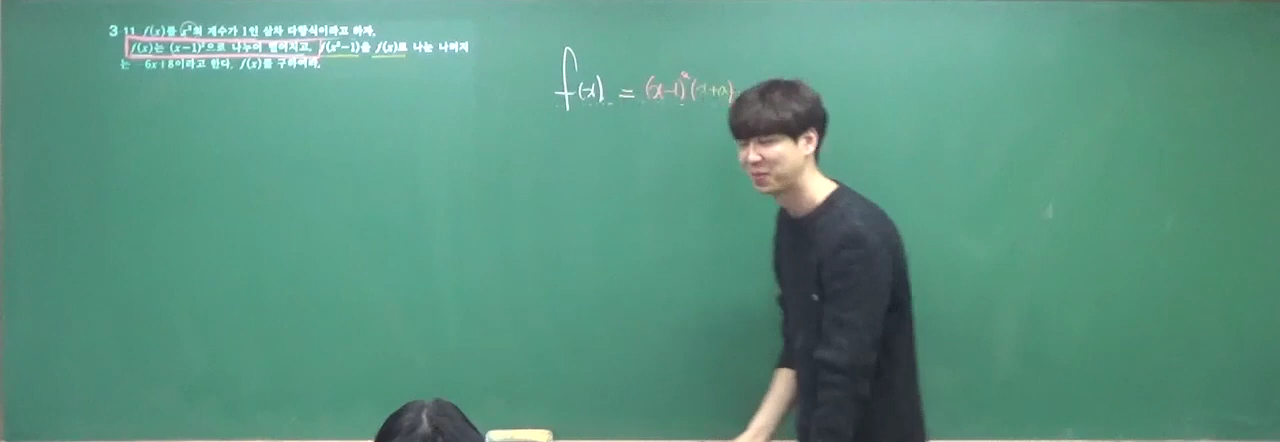 3 11. f(x)를 x³의 계수가 1인 삼차 다항식이라고 하자.
f(x)는 (x-1)²으로 나누어 떨어지고, f(x²-1)을 f(x)로 나눈 나머지
는 -6x+8이라고 한다. f(x)를 구하여라.
f(x) = (x-1)²(x+a)